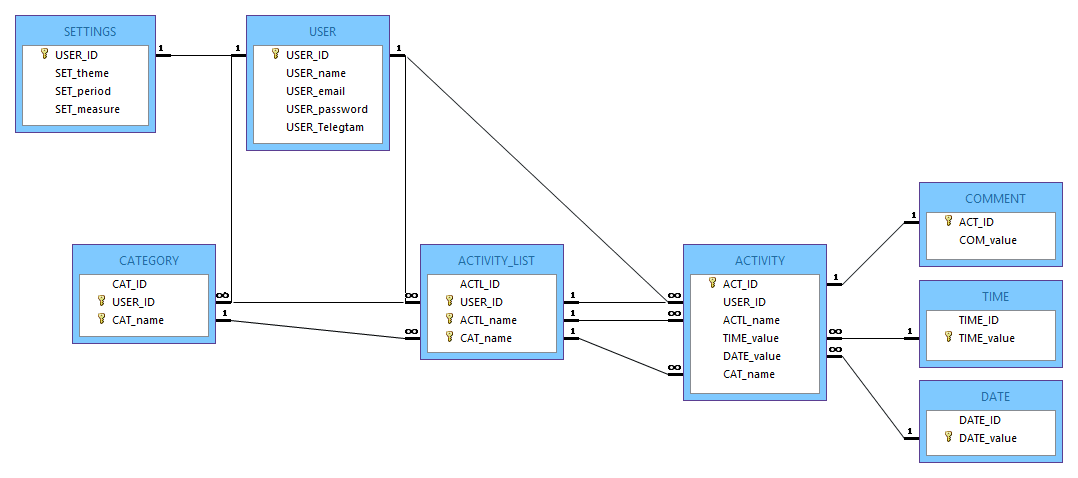 SETTINGS
USER_ID
SET_theme
SET_period
SET_measure
1
1
USER
USER_ID
USER_name
USER_email
USER_password
USER_Telegtam
1
CATEGORY
CAT_ID
USER_ID
CAT_name
∞
1
∞
∞
ACTIVITY_LIST
ACTL_ID
USER_ID
ACTL_name
CAT_name
1
1
1
∞
∞
∞
ACTIVITY
ACT_ID
USER_ID
ACTL_name
TIME_value
DATE_value
CAT_name
1
∞
∞
1
COMMENT
ACT_ID
COM_value
1
TIME
TIME_ID
TIME_value
1
DATE
DATE_ID
DATE_value